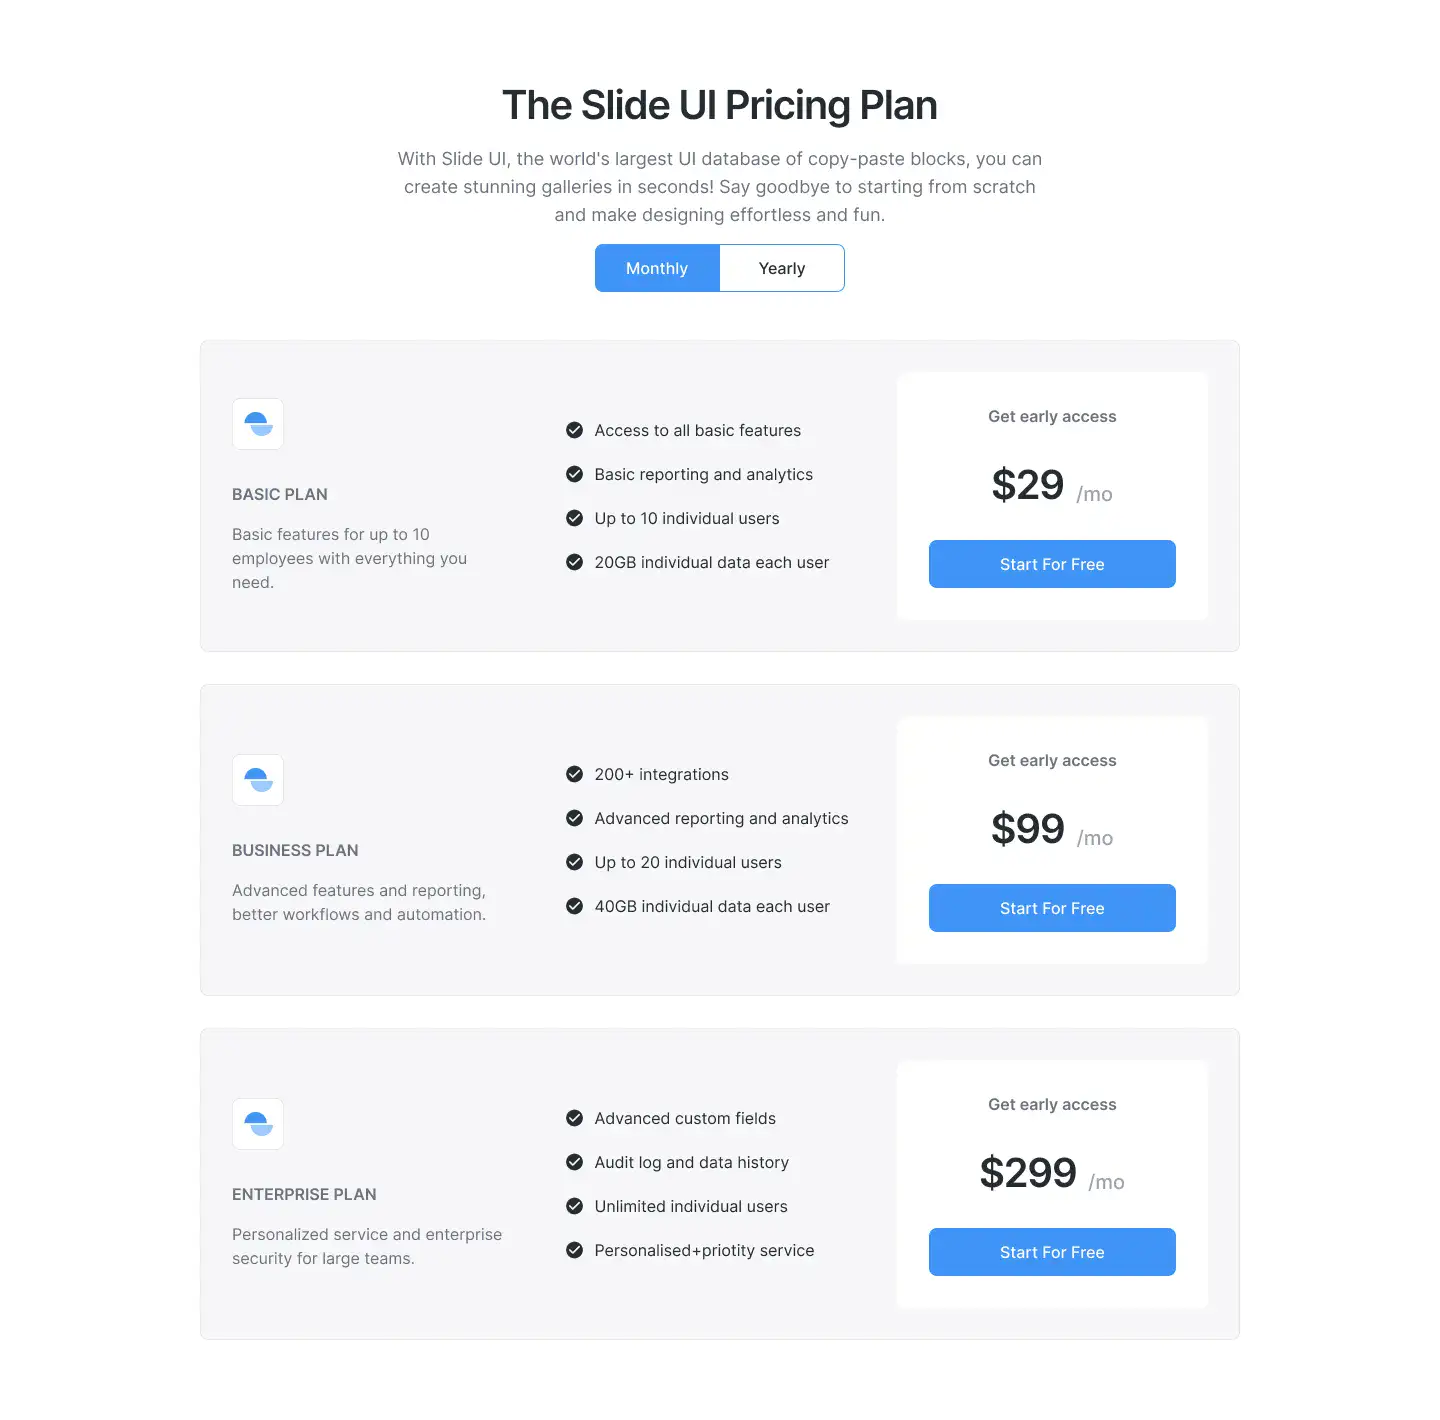 The Slide UI Pricing Plan
With Slide UI, the world's largest UI database of copy-paste blocks, you can
create stunning galleries in seconds! Say goodbye to starting from scratch
and make designing effortless and fun.
Monthly
Yearly
BASIC PLAN
Basic features for up to 10
employees with everything you
need.
Access to all basic features
Basic reporting and analytics
Up to 10 individual users
20GB individual data each user
Get early access
$29 /mo
Start For Free
BUSINESS PLAN
Advanced features and reporting,
better workflows and automation.
200+ integrations
Advanced reporting and analytics
Up to 20 individual users
40GB individual data each user
Get early access
$99 /mo
Start For Free
ENTERPRISE PLAN
Personalized service and enterprise
security for large teams.
Advanced custom fields
Audit log and data history
Unlimited individual users
Personalised+priotity service
Get early access
$299 /mo
Start For Free